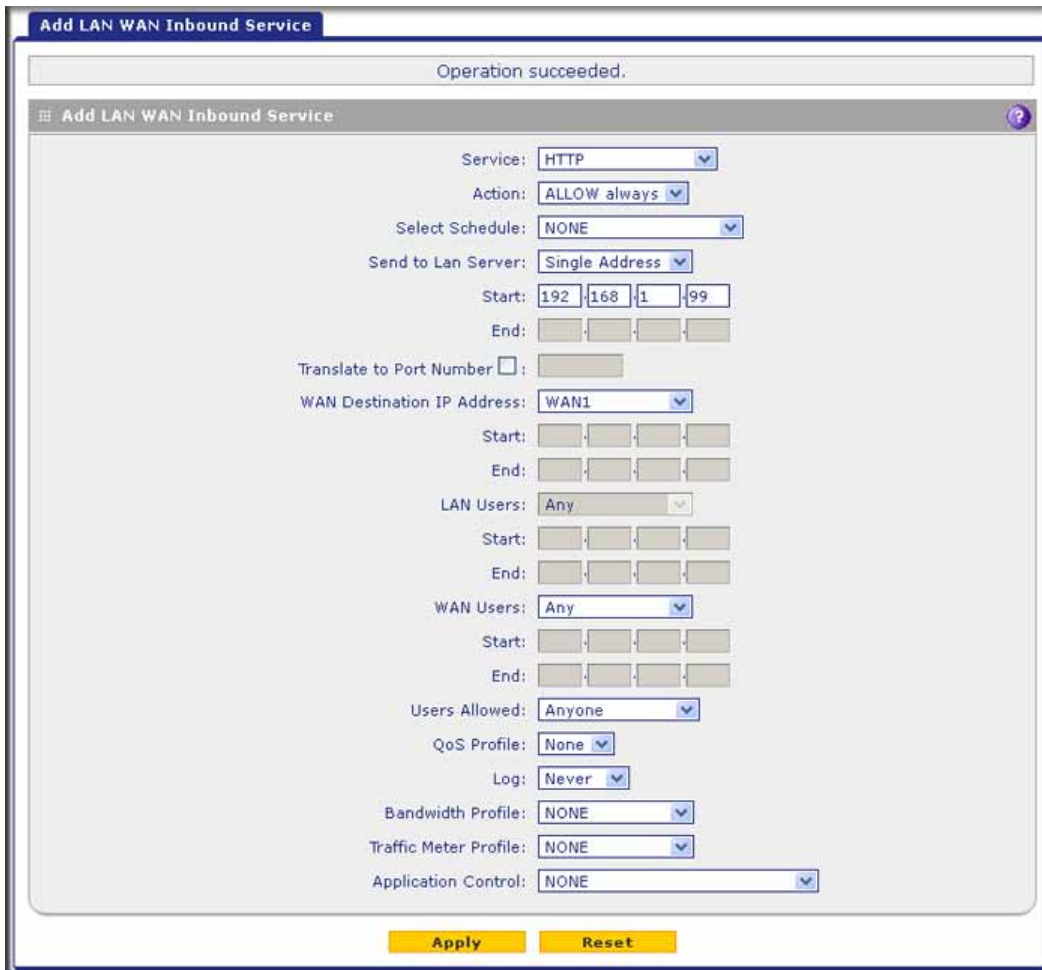 Add LAN WAN Inbound Service
Operation succeeded.
Add LAN WAN Inbound Service
?
Service: HTTP
Action: ALLOW always
Select Schedule: NONE
Send to Lan Server: Single Address
Start: 192 . 168 . 1 . 99
End: . . .
Translate to Port Number :
WAN Destination IP Address: WAN1
Start: . . .
End: . . .
LAN Users: Any
Start: . . .
End: . . .
WAN Users: Any
Start: . . .
End: . . .
Users Allowed: Anyone
QoS Profile: None
Log: Never
Bandwidth Profile: NONE
Traffic Meter Profile: NONE
Application Control: NONE
Apply Reset